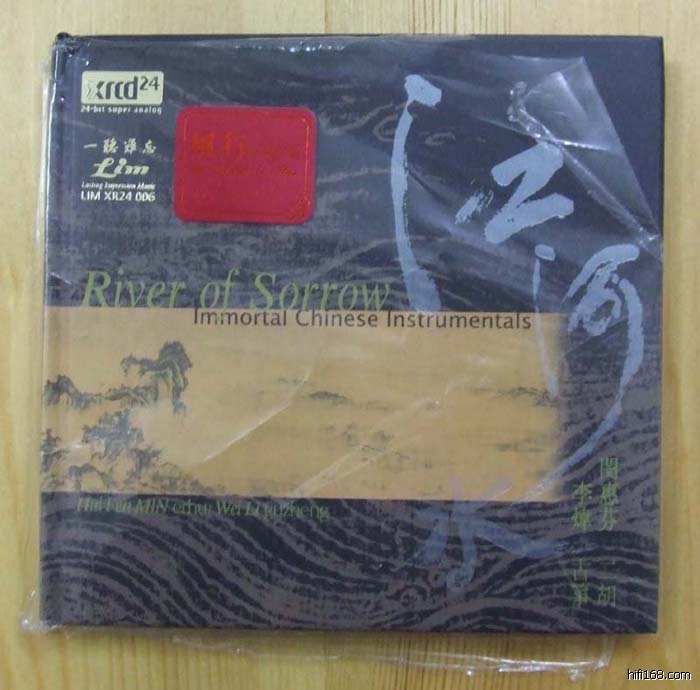 xrcd24
24-bit super analog
一聽難忘
Lim
Lasting Impression Music
LIM XR24 006
江河
水
River of Sorrow
Immortal Chinese Instrumentals
Hui Fen MIN erhu; Wei LI guzheng
閔惠芬 二胡
李煒 古箏
hifi168.com